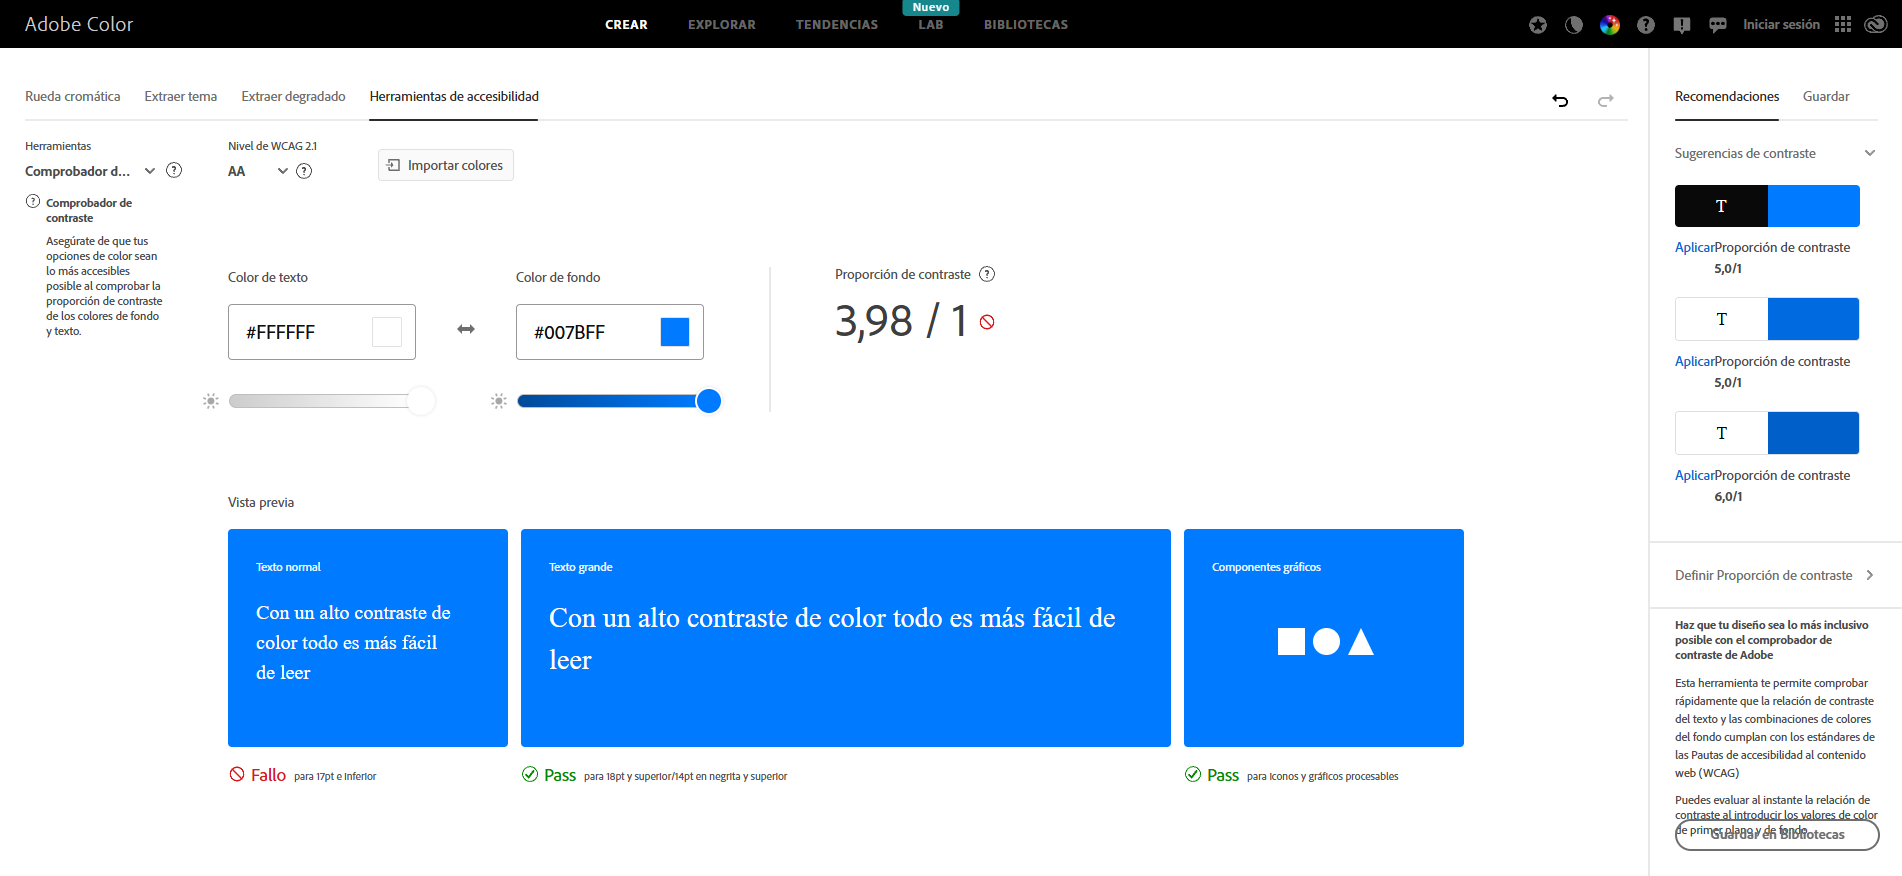 Adobe Color
CREAR
EXPLORAR
TENDENCIAS
Nuevo
LAB
BIBLIOTECAS
Iniciar sesión
Rueda cromática
Extraer tema
Extraer degradado
Herramientas de accesibilidad
Herramientas
Comprobador d...
Comprobador de
contraste
Asegúrate de que tus
opciones de color sean
lo más accesibles
posible al comprobar la
proporción de contraste
de los colores de fondo
y texto.
Nivel de WCAG 2.1
AA
Importar colores
Color de texto
#FFFFFF
Color de fondo
#007BFF
Proporción de contraste
3,98 / 1
Vista previa
Texto normal
Con un alto contraste de
color todo es más fácil
de leer
Fallo para 17pt e inferior
Texto grande
Con un alto contraste de color todo es más fácil de
leer
Pass para 18pt y superior/14pt en negrita y superior
Componentes gráficos
Pass para iconos y gráficos procesables
Recomendaciones
Guardar
Sugerencias de contraste
T
Aplicar Proporción de contraste
5,0/1
T
Aplicar Proporción de contraste
5,0/1
T
Aplicar Proporción de contraste
6,0/1
Definir Proporción de contraste
Haz que tu diseño sea lo más inclusivo
posible con el comprobador de
contraste de Adobe
Esta herramienta te permite comprobar
rápidamente que la relación de contraste
del texto y las combinaciones de colores
del fondo cumplan con los estándares de
las Pautas de accesibilidad al contenido
web (WCAG)
Puedes evaluar al instante la relación de
contraste al introducir los valores de color
de primer plano y de fondo.
Guardar en Bibliotecas